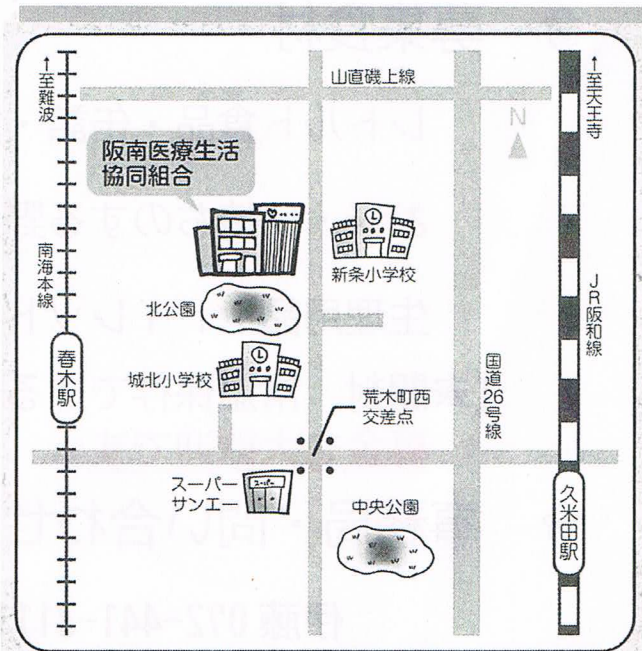 山直磯上線
↑至難波
↑至天王寺
N
阪南医療生活
協同組合
新条小学校
南海本線
JR阪和線
北公園
春木駅
城北小学校
荒木町西
交差点
国道26号線
スーパー
サンエー
スーパー
中央公園
久米田駅